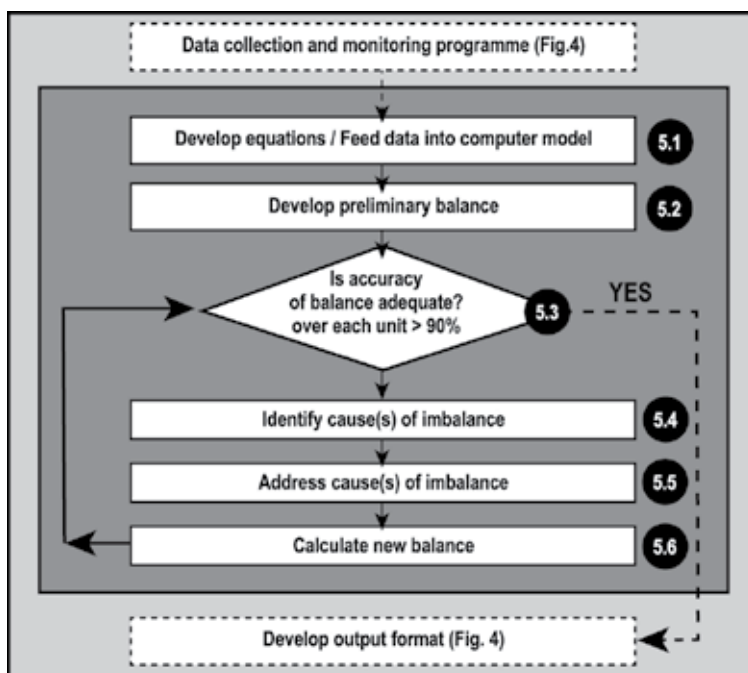 Data collection and monitoring programme (Fig.4)
Develop equations / Feed data into computer model
5.1
Develop preliminary balance
5.2
Is accuracy
of balance adequate?
over each unit > 90%
5.3
YES
Identify cause(s) of imbalance
5.4
Address cause(s) of imbalance
5.5
Calculate new balance
5.6
Develop output format (Fig. 4)